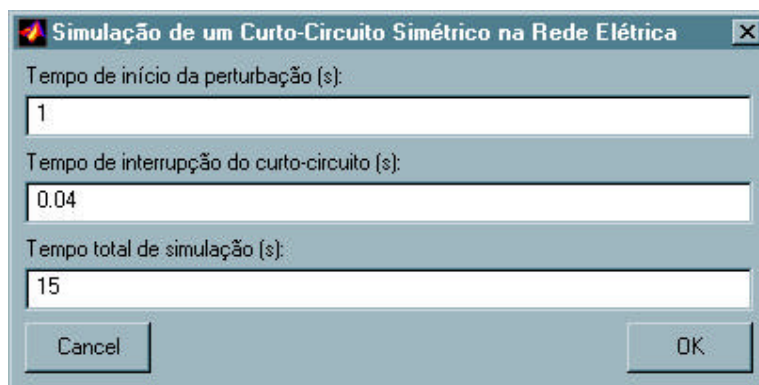 Simulação de um Curto-Circuito Simétrico na Rede Elétrica
Tempo de início da perturbação (s):
1
Tempo de interrupção do curto-circuito (s):
0.04
Tempo total de simulação (s):
15
Cancel OK